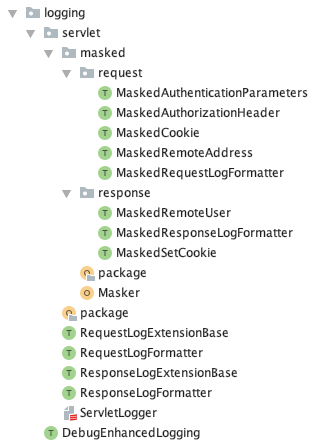 logging
servlet
masked
request
T MaskedAuthenticationParameters
T MaskedAuthorizationHeader
T MaskedCookie
T MaskedRemoteAddress
T MaskedRequestLogFormatter
response
T MaskedRemoteUser
T MaskedResponseLogFormatter
T MaskedSetCookie
O package
O Masker
O package
T RequestLogExtensionBase
T RequestLogFormatter
T ResponseLogExtensionBase
T ResponseLogFormatter
ServletLogger
T DebugEnhancedLogging